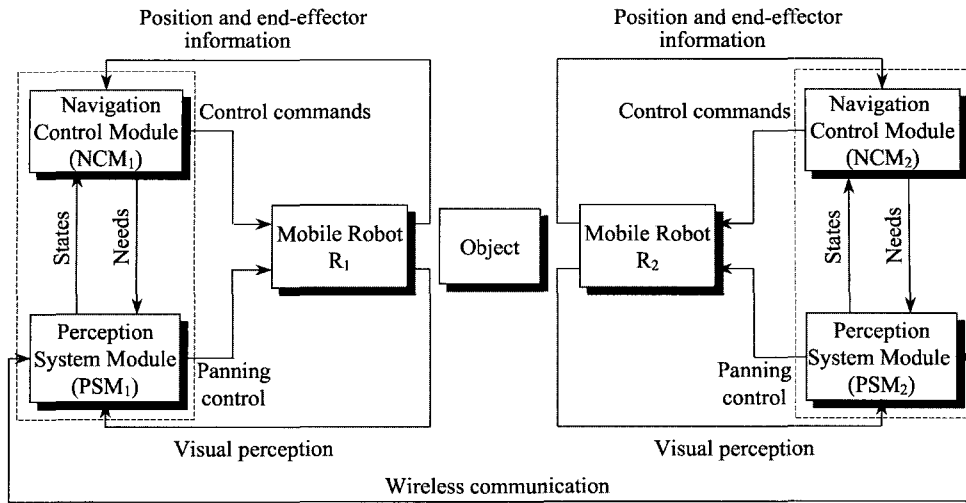 Position and end-effector
information
Position and end-effector
information
Navigation
Control Module
(NCM₁)
Control commands
Control commands
Navigation
Control Module
(NCM₂)
States
Needs
Mobile Robot
R₁
Object
Mobile Robot
R₂
States
Needs
Perception
System Module
(PSM₁)
Panning
control
Panning
control
Perception
System Module
(PSM₂)
Visual perception
Visual perception
Wireless communication